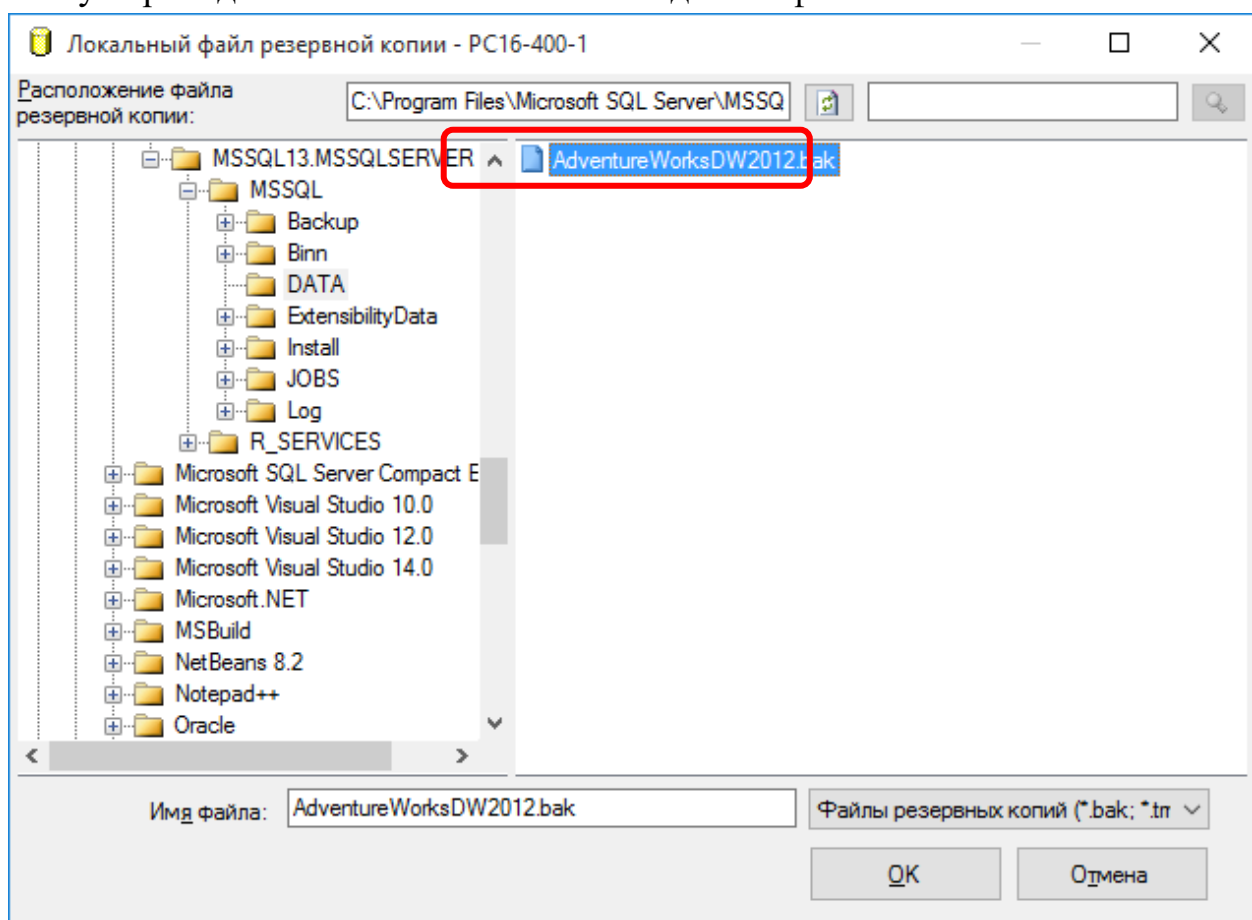 Локальный файл резервной копии - PC16-400-1
Расположение файла
резервной копии:
C:\Program Files\Microsoft SQL Server\MSSQ
MSSQL13.MSSQLSERVER
AdventureWorksDW2012.bak
MSSQL
Backup
Binn
DATA
ExtensibilityData
Install
JOBS
Log
R_SERVICES
Microsoft SQL Server Compact E
Microsoft Visual Studio 10.0
Microsoft Visual Studio 12.0
Microsoft Visual Studio 14.0
Microsoft.NET
MSBuild
NetBeans 8.2
Notepad++
Oracle
Имя файла:
AdventureWorksDW2012.bak
Файлы резервных копий (*.bak; *.tr
OK
Отмена